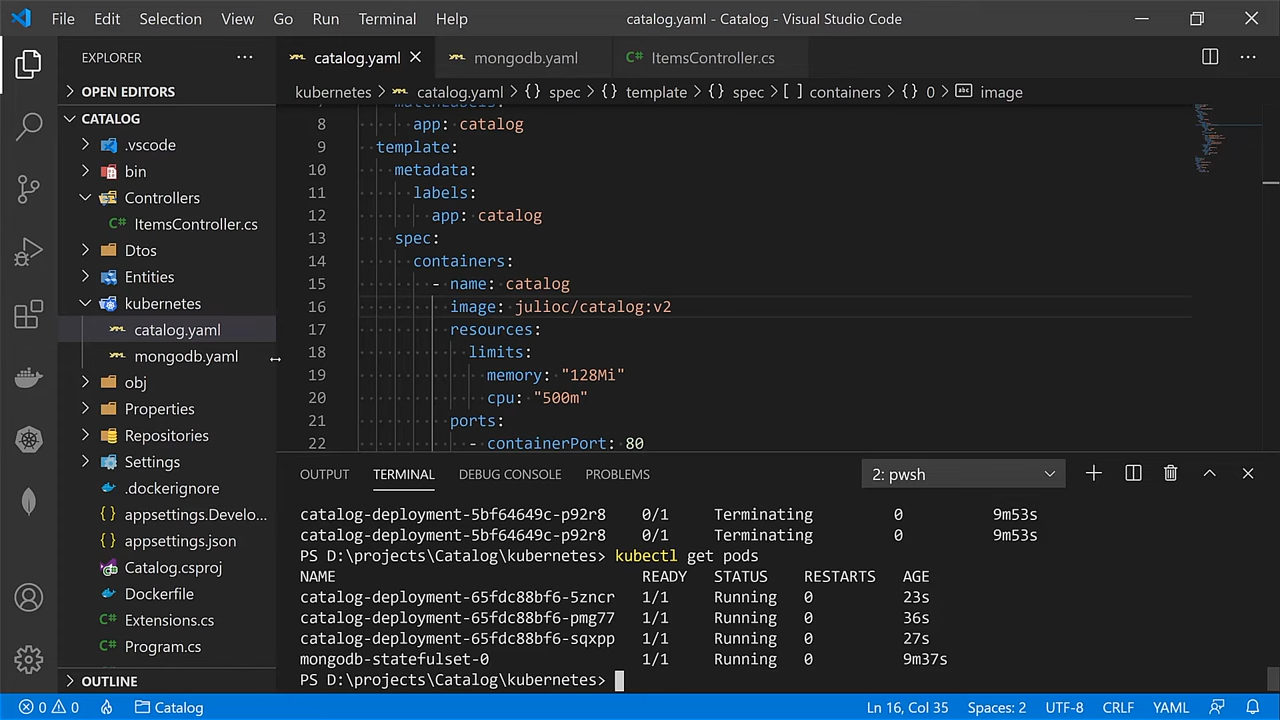 File Edit Selection View Go Run Terminal Help catalog.yaml - Catalog - Visual Studio Code
EXPLORER
OPEN EDITORS
CATALOG
.vscode
bin
Controllers
C# ItemsController.cs
Dtos
Entities
kubernetes
catalog.yaml
mongodb.yaml
obj
Properties
Repositories
Settings
.dockerignore
{ } appsettings.Develo...
{ } appsettings.json
Catalog.csproj
Dockerfile
C# Extensions.cs
C# Program.cs
OUTLINE
catalog.yaml mongodb.yaml C# ItemsController.cs
kubernetes > catalog.yaml > { } spec > { } template > { } spec > [ ] containers > { } 0 > abc image
7 matchLabels:
8 app: catalog
9 template:
10 metadata:
11 labels:
12 app: catalog
13 spec:
14 containers:
15 - name: catalog
16 image: julioc/catalog:v2
17 resources:
18 limits:
19 memory: "128Mi"
20 cpu: "500m"
21 ports:
22 - containerPort: 80
OUTPUT TERMINAL DEBUG CONSOLE PROBLEMS 2: pwsh
catalog-deployment-5bf64649c-p92r8 0/1 Terminating 0 9m53s
catalog-deployment-5bf64649c-p92r8 0/1 Terminating 0 9m53s
PS D:\projects\Catalog\kubernetes> kubectl get pods
NAME READY STATUS RESTARTS AGE
catalog-deployment-65fdc88bf6-5zncr 1/1 Running 0 23s
catalog-deployment-65fdc88bf6-pmg77 1/1 Running 0 36s
catalog-deployment-65fdc88bf6-sqxpp 1/1 Running 0 27s
mongodb-statefulset-0 1/1 Running 0 9m37s
PS D:\projects\Catalog\kubernetes>
0 0 Catalog Ln 16, Col 35 Spaces: 2 UTF-8 CRLF YAML